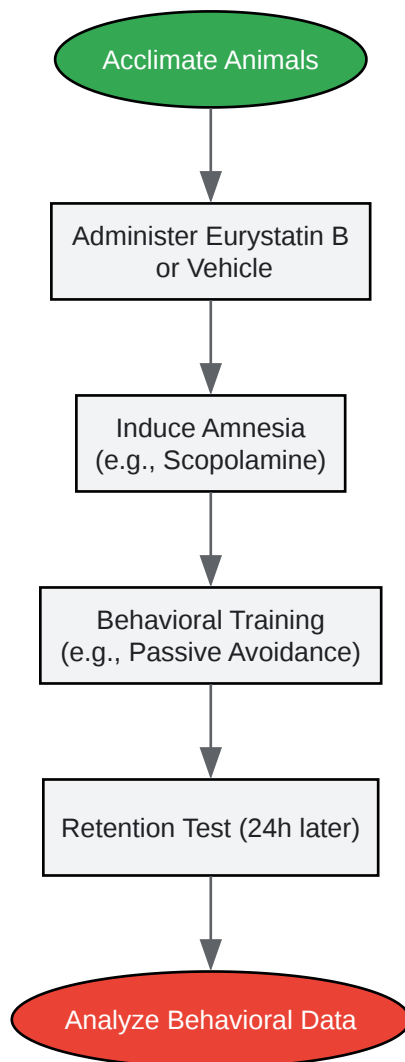 Acclimate Animals
Administer Eurystatin B
or Vehicle
Induce Amnesia
(e.g., Scopolamine)
Behavioral Training
(e.g., Passive Avoidance)
Retention Test (24h later)
Analyze Behavioral Data